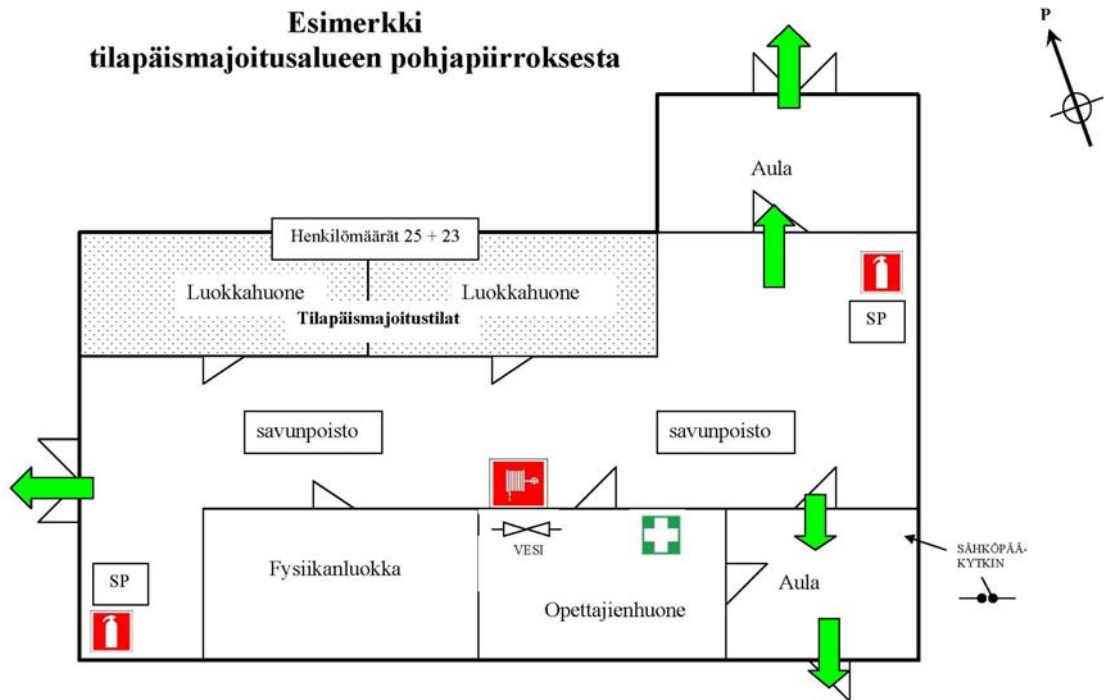 Esimerkki
tilapäismajoitusalueen pohjapiirroksesta
P
Aula
Henkilömäärät 25 + 23
Luokkahuone
Luokkahuone
Tilapäismajoitustilat
SP
savunpoisto
savunpoisto
VESI
SÄHKÖPÄÄ-
KYTKIN
Fysiikanluokka
SP
Aula
Opettajienhuone